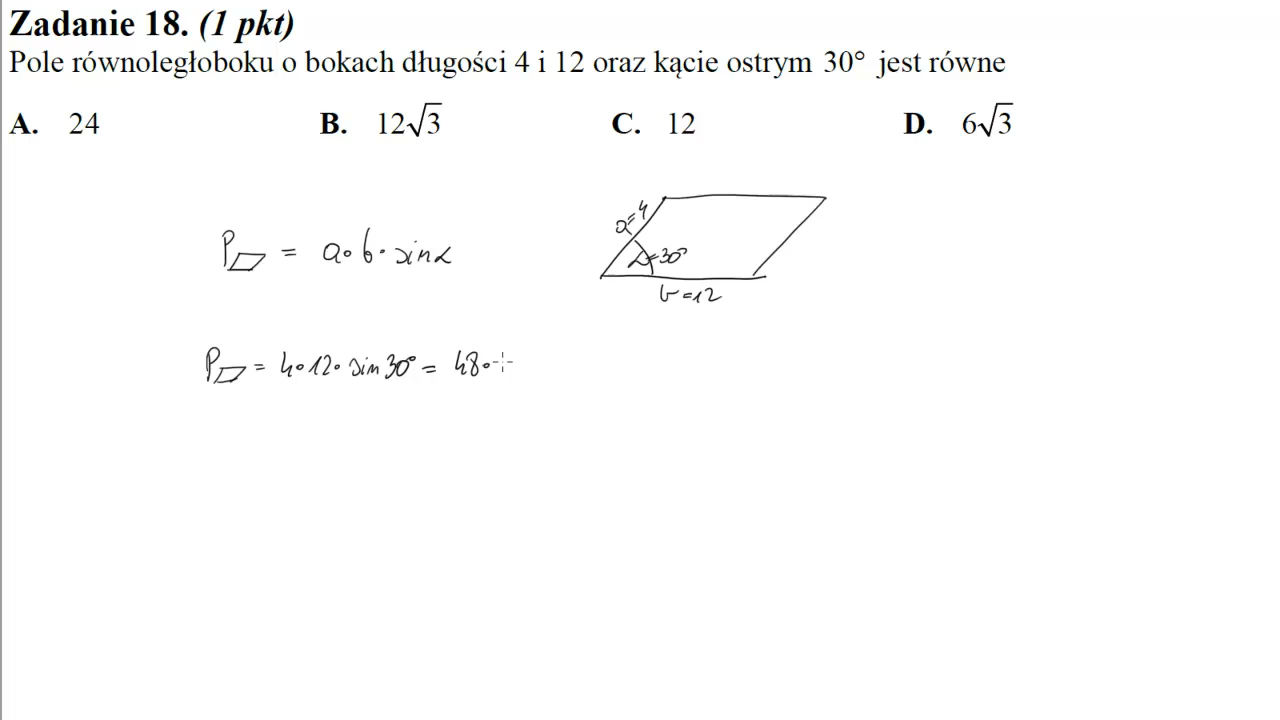 Zadanie 18. (1 pkt)
Pole równoległoboku o bokach długości 4 i 12 oraz kącie ostrym 30° jest równe
A. 24 B. 12√3 C. 12 D. 6√3
a=4
P▱ = a·b·sinα
α=30°
b=12
P▱ = 4·12·sin30° = 48·